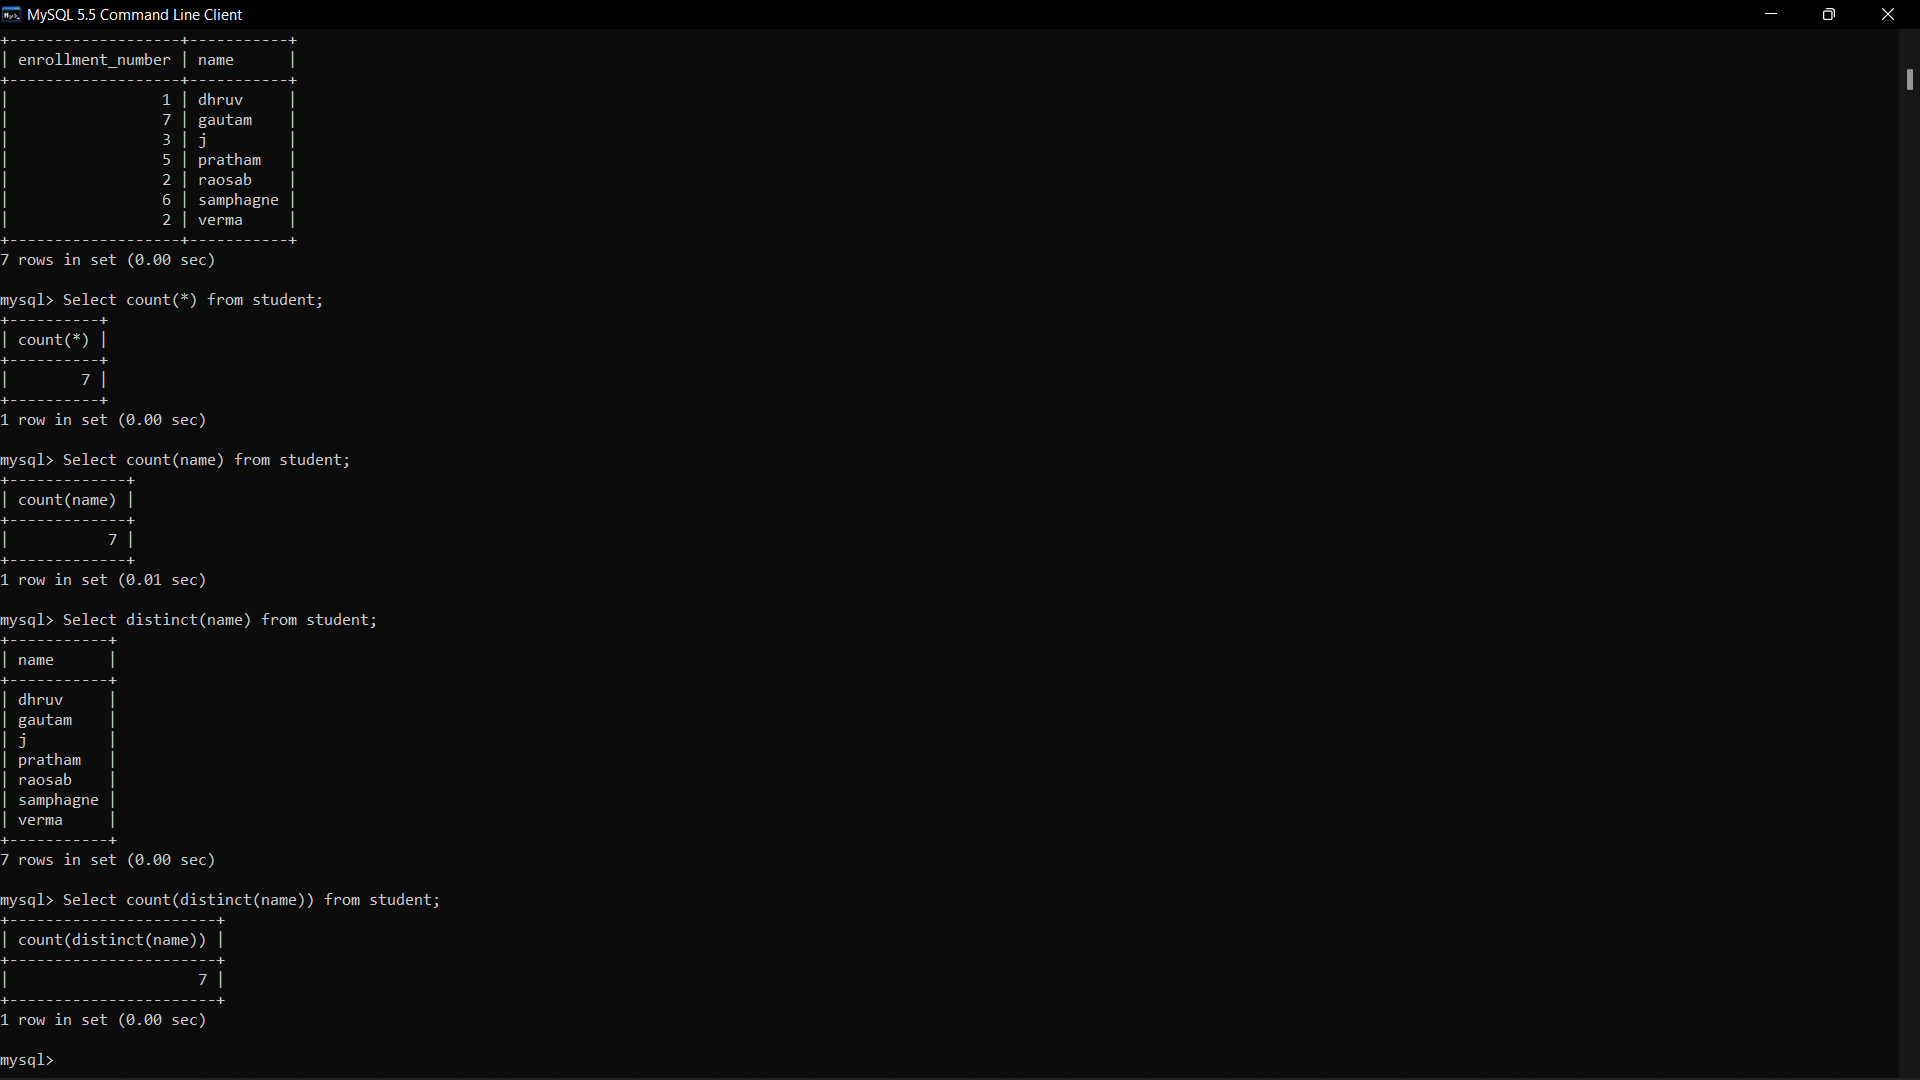 MySQL 5.5 Command Line Client
+-------------------+-----------+
| enrollment_number | name      |
+-------------------+-----------+
|                 1 | dhruv     |
|                 7 | gautam    |
|                 3 | j         |
|                 5 | pratham   |
|                 2 | raosab    |
|                 6 | samphagne |
|                 2 | verma     |
+-------------------+-----------+
7 rows in set (0.00 sec)

mysql> Select count(*) from student;
+----------+
| count(*) |
+----------+
|        7 |
+----------+
1 row in set (0.00 sec)

mysql> Select count(name) from student;
+-------------+
| count(name) |
+-------------+
|           7 |
+-------------+
1 row in set (0.01 sec)

mysql> Select distinct(name) from student;
+-----------+
| name      |
+-----------+
| dhruv     |
| gautam    |
| j         |
| pratham   |
| raosab    |
| samphagne |
| verma     |
+-----------+
7 rows in set (0.00 sec)

mysql> Select count(distinct(name)) from student;
+-----------------------+
| count(distinct(name)) |
+-----------------------+
|                     7 |
+-----------------------+
1 row in set (0.00 sec)

mysql>